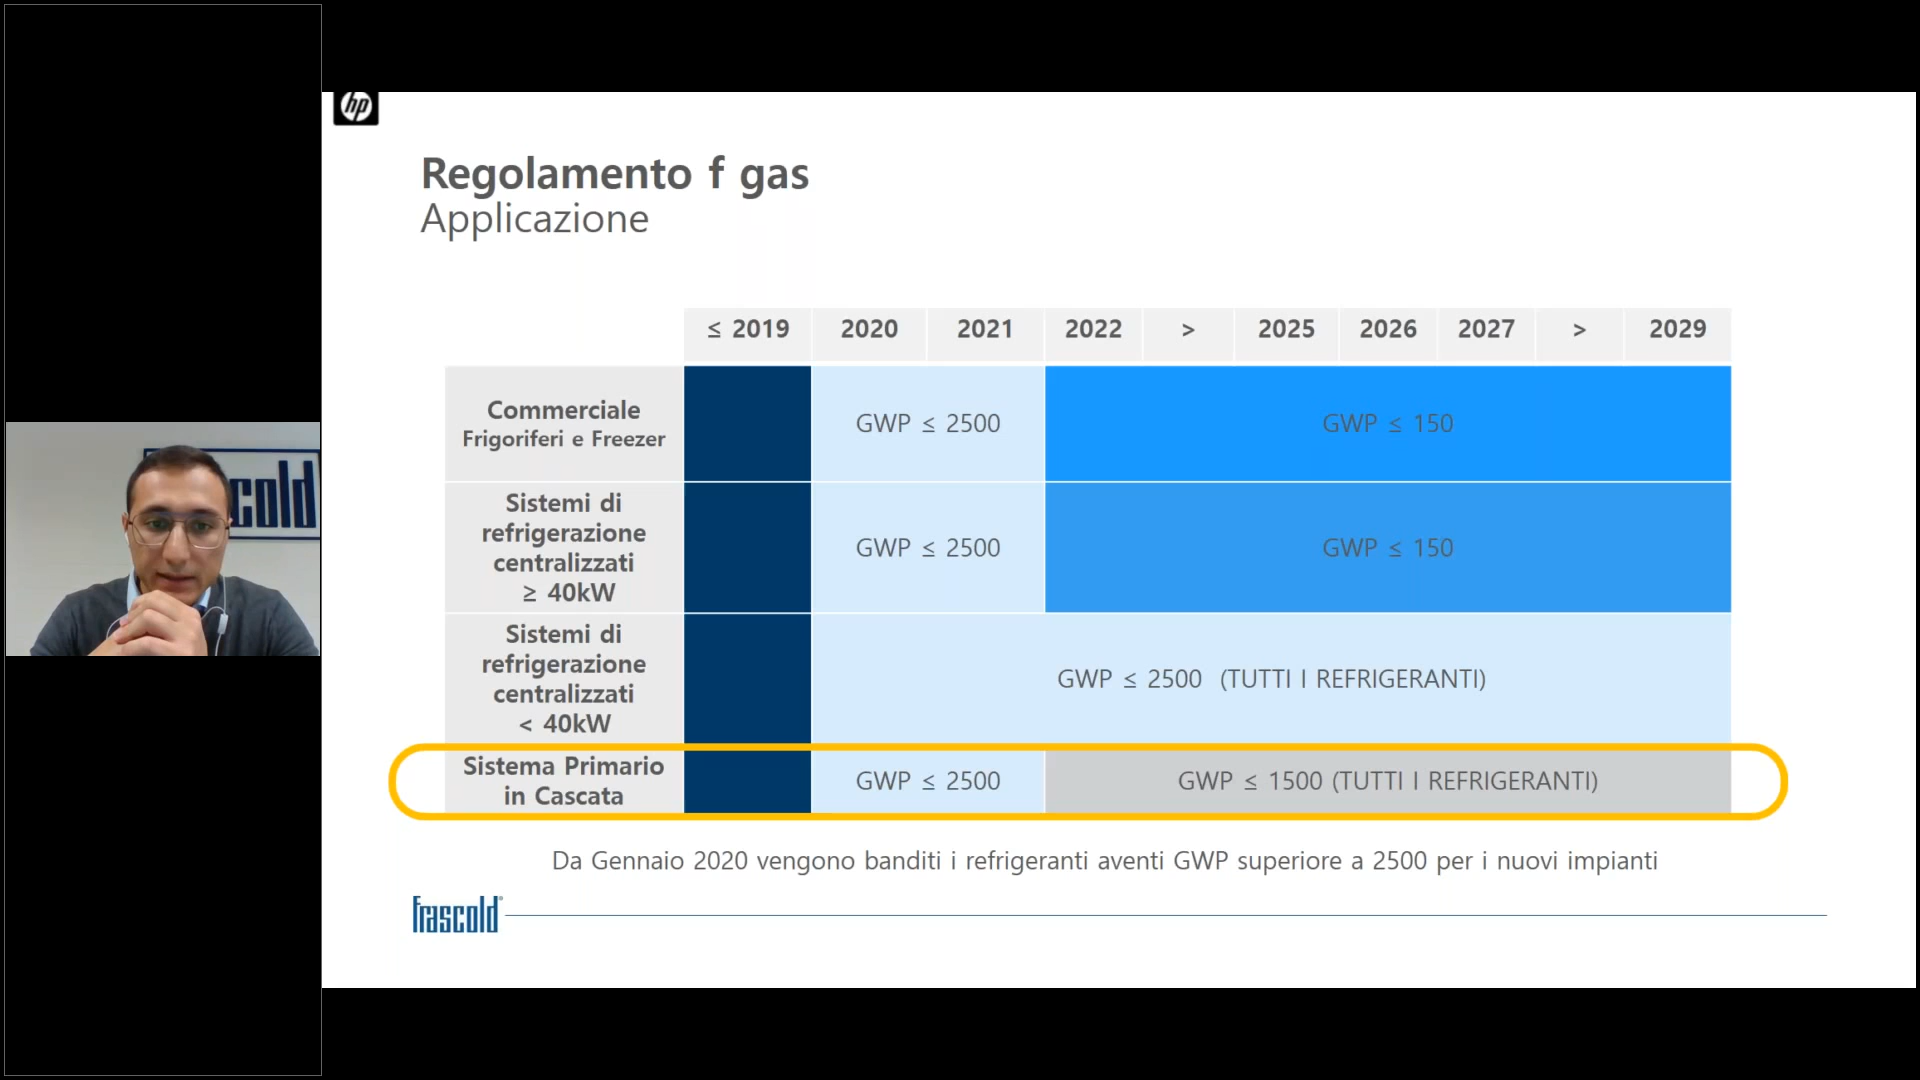 hp
Regolamento f gas
Applicazione
≤ 2019 2020 2021 2022 > 2025 2026 2027 > 2029
Commerciale
Frigoriferi e Freezer
GWP ≤ 2500
GWP ≤ 150
Sistemi di
refrigerazione
centralizzati
≥ 40kW
GWP ≤ 2500
GWP ≤ 150
Sistemi di
refrigerazione
centralizzati
< 40kW
GWP ≤ 2500 (TUTTI I REFRIGERANTI)
Sistema Primario
in Cascata
GWP ≤ 2500
GWP ≤ 1500 (TUTTI I REFRIGERANTI)
Da Gennaio 2020 vengono banditi i refrigeranti aventi GWP superiore a 2500 per i nuovi impianti
frascold®
cold